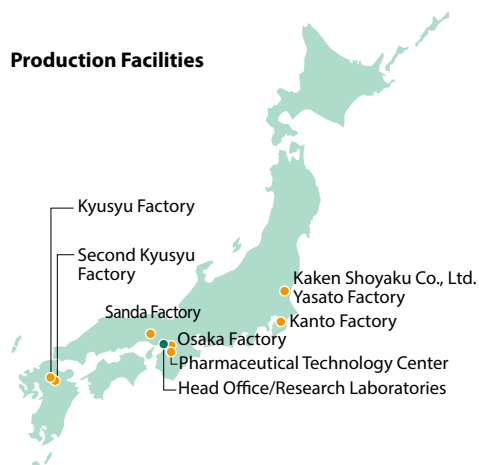 Production Facilities
Kyusyu Factory
Second Kyusyu
Factory
Kaken Shoyaku Co., Ltd.
Yasato Factory
Sanda Factory
Kanto Factory
Osaka Factory
Pharmaceutical Technology Center
Head Office/Research Laboratories